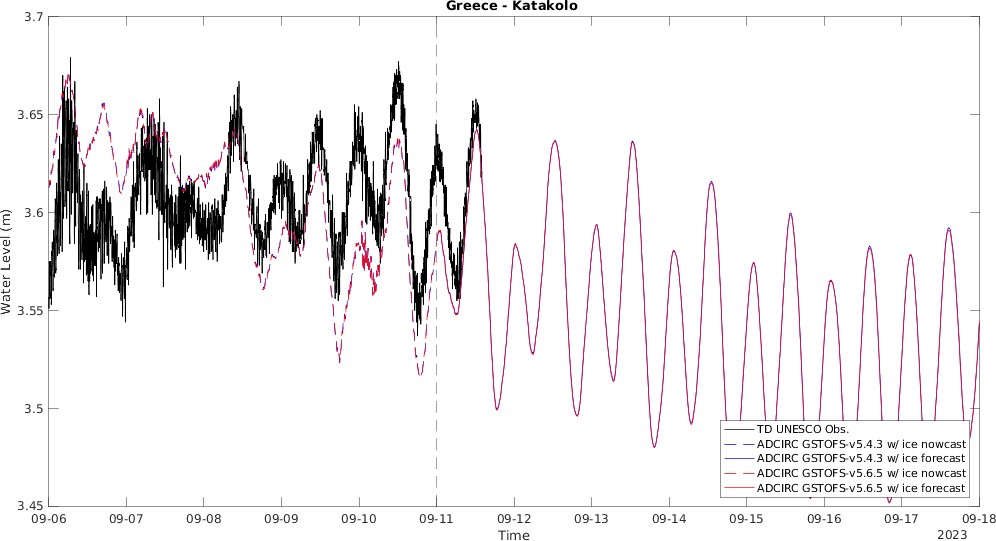 Greece - Katakolo
3.7
3.65
3.6
3.55
3.5
3.45
Water Level (m)
TD UNESCO Obs.
ADCIRC GSTOFS-v5.4.3 w/ ice nowcast
ADCIRC GSTOFS-v5.4.3 w/ ice forecast
ADCIRC GSTOFS-v5.6.5 w/ ice nowcast
ADCIRC GSTOFS-v5.6.5 w/ ice forecast
09-06 09-07 09-08 09-09 09-10 09-11 09-12 09-13 09-14 09-15 09-16 09-17 09-18
Time
2023